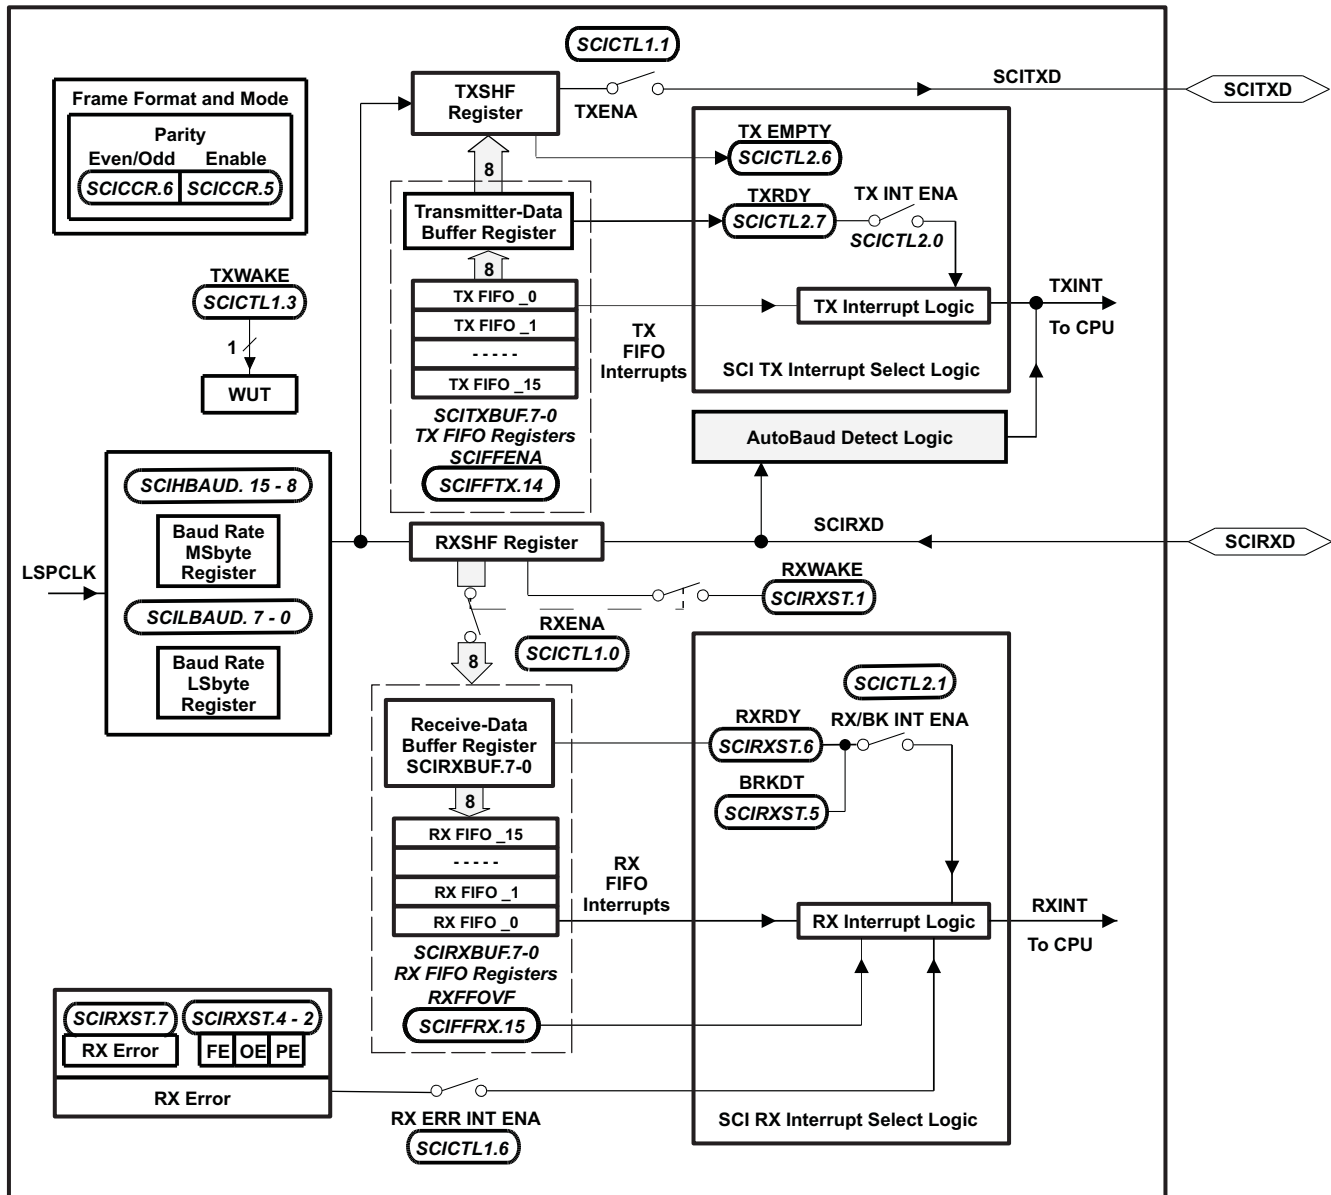 SCICTL1.1
Frame Format and Mode
Parity
Even/Odd Enable
SCICCR.6 SCICCR.5
TXSHF
Register
TXENA
SCITXD
SCITXD
TX EMPTY
SCICTL2.6
8
Transmitter-Data
Buffer Register
TXRDY
SCICTL2.7
TX INT ENA
SCICTL2.0
8
TXWAKE
SCICTL1.3
1
WUT
TX FIFO _0
TX FIFO _1
- - - - -
TX FIFO _15
TX
FIFO
Interrupts
TX Interrupt Logic
TXINT
To CPU
SCI TX Interrupt Select Logic
SCITXBUF.7-0
TX FIFO Registers
SCIFFENA
SCIFFTX.14
AutoBaud Detect Logic
LSPCLK
SCIHBAUD. 15 - 8
Baud Rate
MSbyte
Register
SCILBAUD. 7 - 0
Baud Rate
LSbyte
Register
RXSHF Register
SCIRXD
SCIRXD
RXWAKE
SCIRXST.1
RXENA
SCICTL1.0
8
Receive-Data
Buffer Register
SCIRXBUF.7-0
8
SCICTL2.1
RXRDY
SCIRXST.6
RX/BK INT ENA
BRKDT
SCIRXST.5
RX FIFO _15
- - - - -
RX FIFO _1
RX FIFO _0
RX
FIFO
Interrupts
RX Interrupt Logic
RXINT
To CPU
SCIRXBUF.7-0
RX FIFO Registers
RXFFOVF
SCIFFRX.15
SCIRXST.7 SCIRXST.4 - 2
RX Error FE OE PE
RX Error
RX ERR INT ENA
SCICTL1.6
SCI RX Interrupt Select Logic